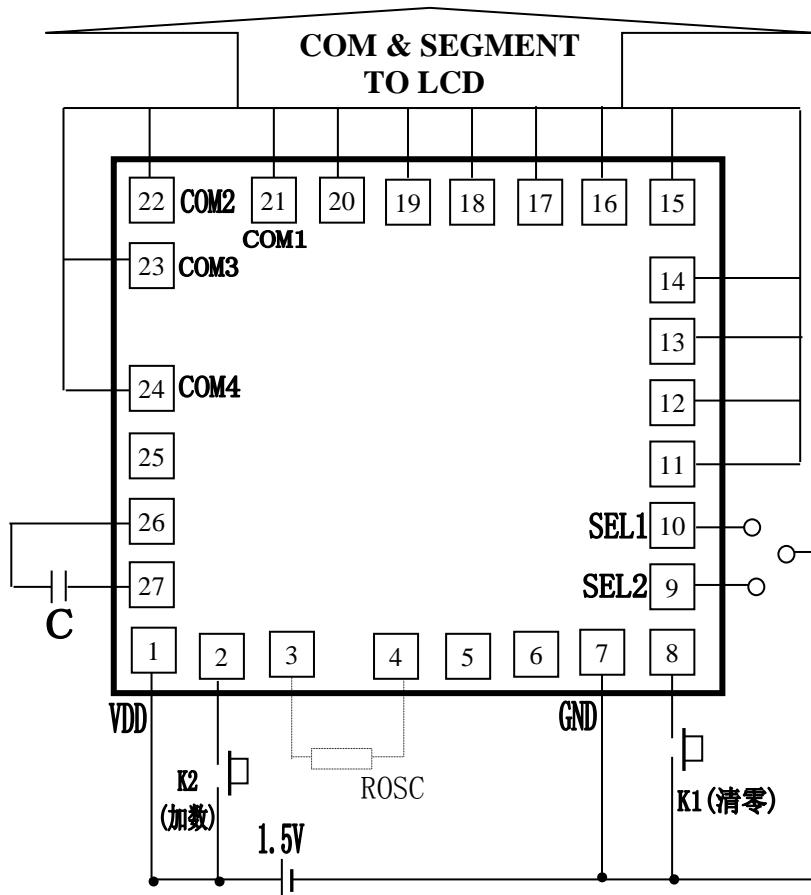 COM & SEGMENT
TO LCD
22 COM2 21 20 19 18 17 16 15
COM1
23 COM3
14
13
24 COM4
12
25
11
26
SEL1 10
27
SEL2 9
C
1 2 3 4 5 6 7 8
VDD
GND
K2
(加数)
ROSC
K1(清零)
1.5V